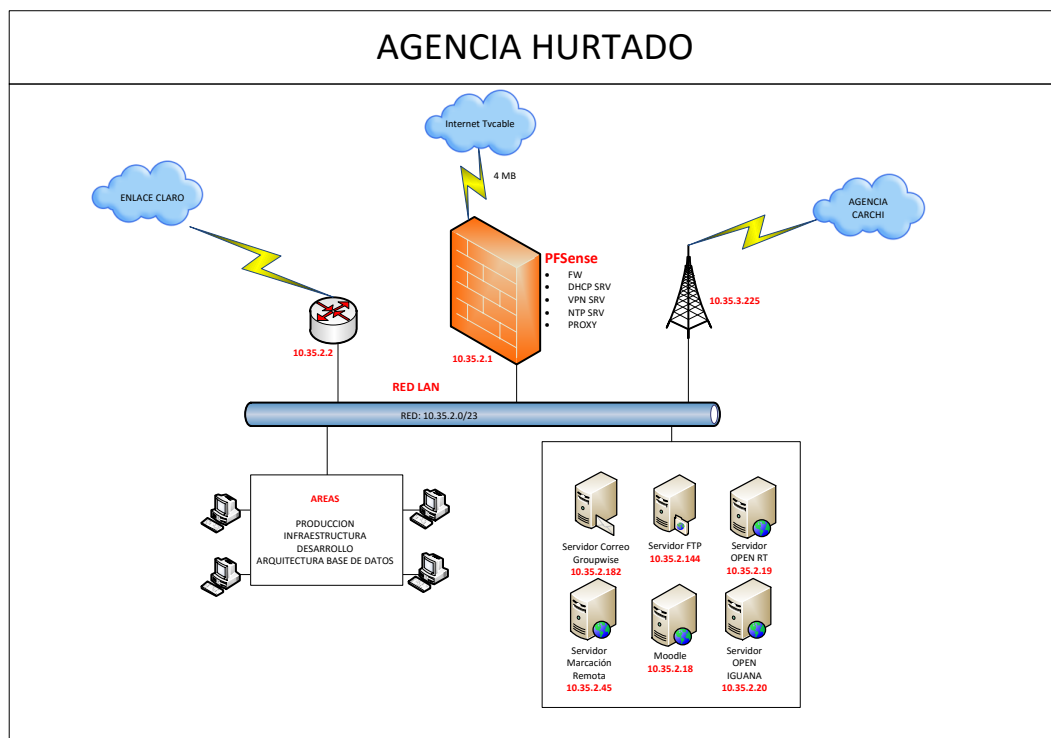 AGENCIA HURTADO
Internet Tvcable
4 MB
ENLACE CLARO
AGENCIA
CARCHI
PFSense
• FW
• DHCP SRV
• VPN SRV
• NTP SRV
• PROXY
10.35.3.225
10.35.2.2
10.35.2.1
RED LAN
RED: 10.35.2.0/23
AREAS
PRODUCCION
INFRAESTRUCTURA
DESARROLLO
ARQUITECTURA BASE DE DATOS
Servidor Correo
Groupwise
10.35.2.182
Servidor FTP
10.35.2.144
Servidor
OPEN RT
10.35.2.19
Servidor
Marcación
Remota
10.35.2.45
Moodle
10.35.2.18
Servidor
OPEN
IGUANA
10.35.2.20